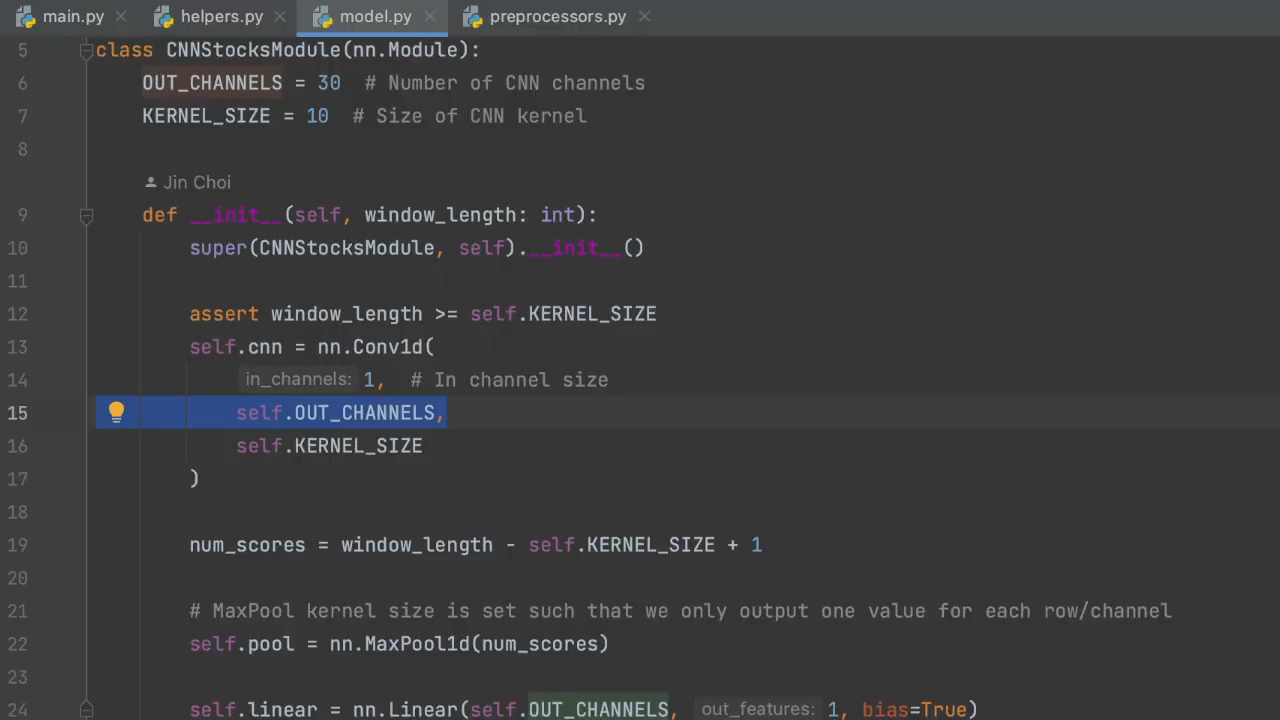 main.py helpers.py model.py preprocessors.py
5 class CNNStocksModule(nn.Module):
6 OUT_CHANNELS = 30 # Number of CNN channels
7 KERNEL_SIZE = 10 # Size of CNN kernel
8
Jin Choi
9 def __init__(self, window_length: int):
10 super(CNNStocksModule, self).__init__()
11
12 assert window_length >= self.KERNEL_SIZE
13 self.cnn = nn.Conv1d(
14 in_channels: 1, # In channel size
15 self.OUT_CHANNELS,
16 self.KERNEL_SIZE
17 )
18
19 num_scores = window_length - self.KERNEL_SIZE + 1
20
21 # MaxPool kernel size is set such that we only output one value for each row/channel
22 self.pool = nn.MaxPool1d(num_scores)
23
24 self.linear = nn.Linear(self.OUT_CHANNELS, out_features: 1, bias=True)